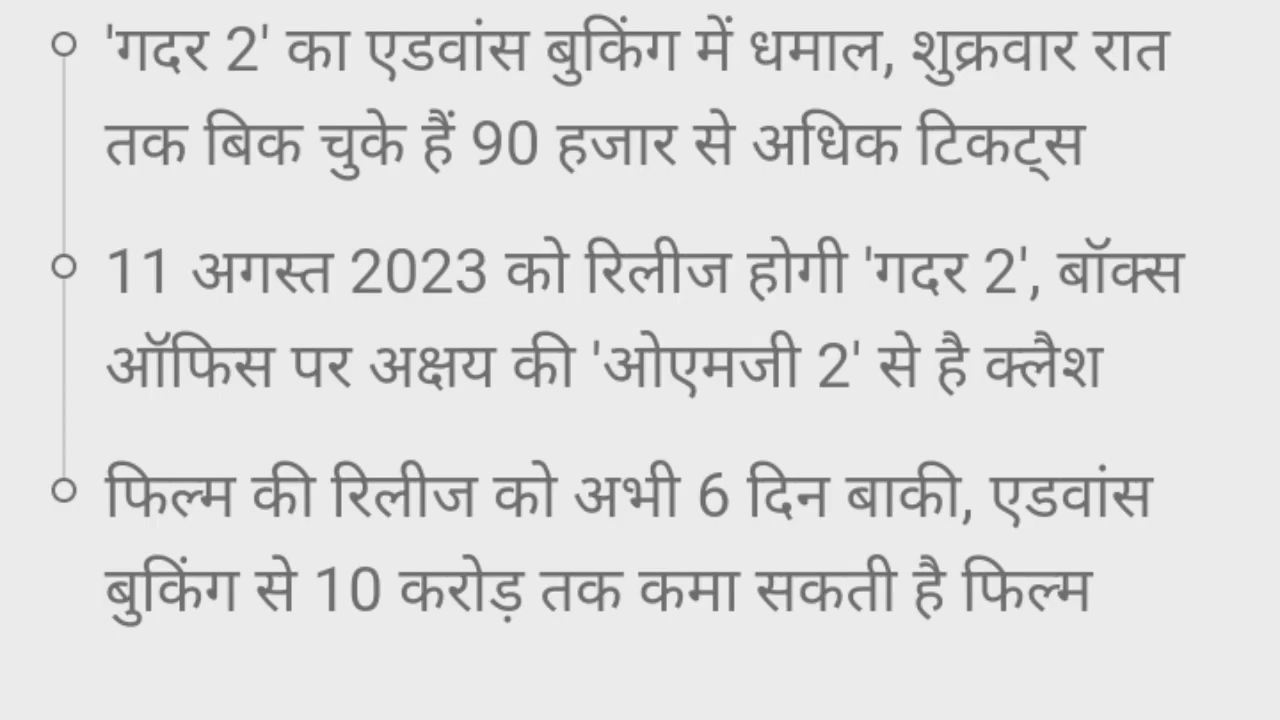 'गदर 2' का एडवांस बुकिंग में धमाल, शुक्रवार रात
तक बिक चुके हैं 90 हजार से अधिक टिकट्स
11 अगस्त 2023 को रिलीज होगी 'गदर 2', बॉक्स
ऑफिस पर अक्षय की 'ओएमजी 2' से है क्लैश
फिल्म की रिलीज को अभी 6 दिन बाकी, एडवांस
बुकिंग से 10 करोड़ तक कमा सकती है फिल्म